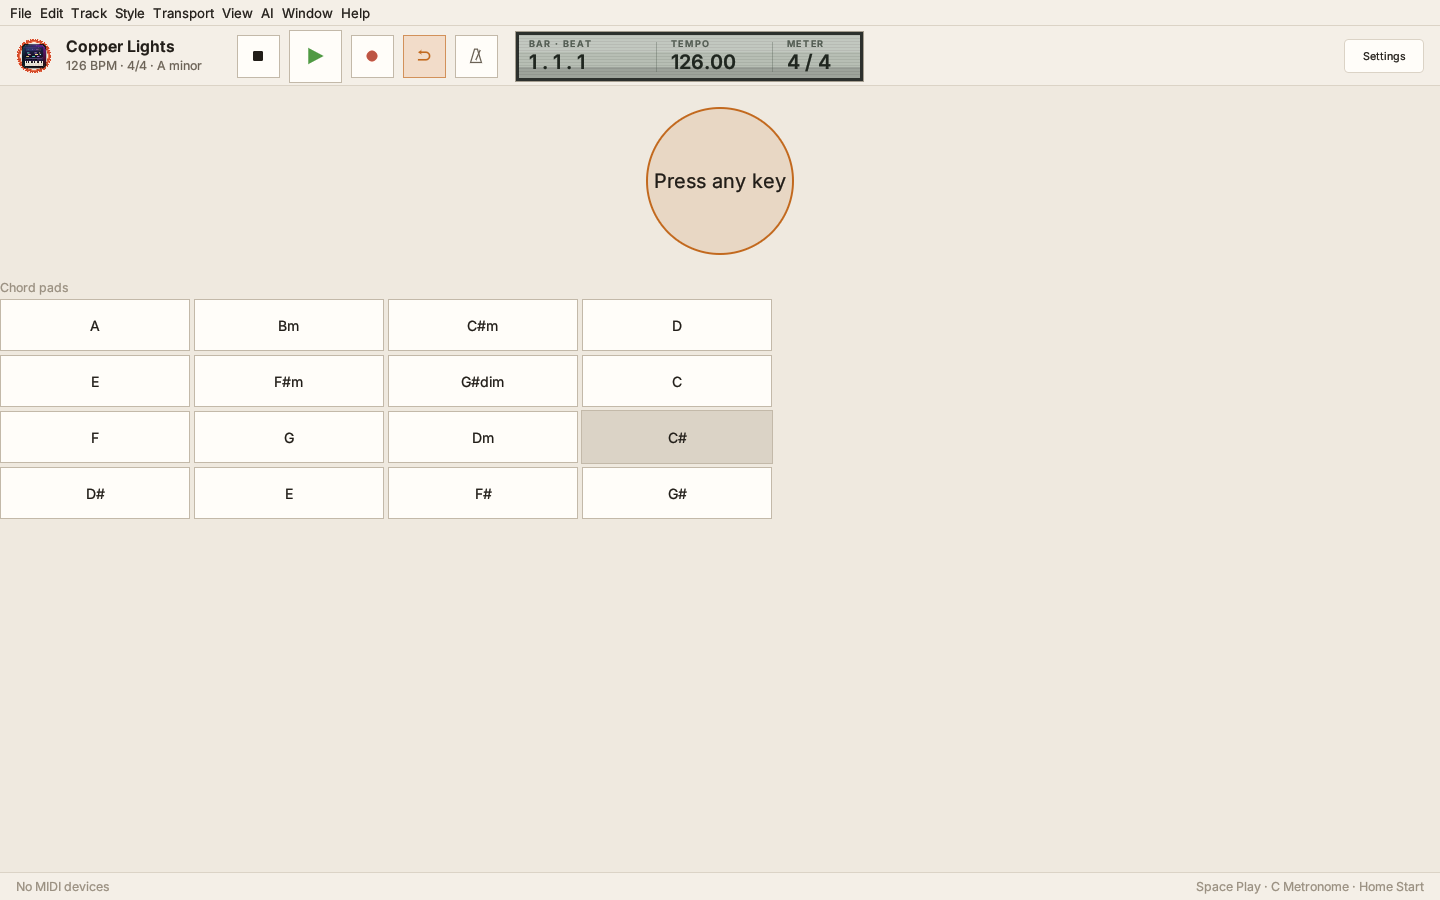 File Edit Track Style Transport View AI Window Help
Copper Lights
126 BPM · 4/4 · A minor
BAR · BEAT TEMPO METER
1.1.1 126.00 4/4
Settings
Press any key
Chord pads
A Bm C#m D
E F#m G#dim C
F G Dm C#
D# E F# G#
No MIDI devices Space Play · C Metronome · Home Start